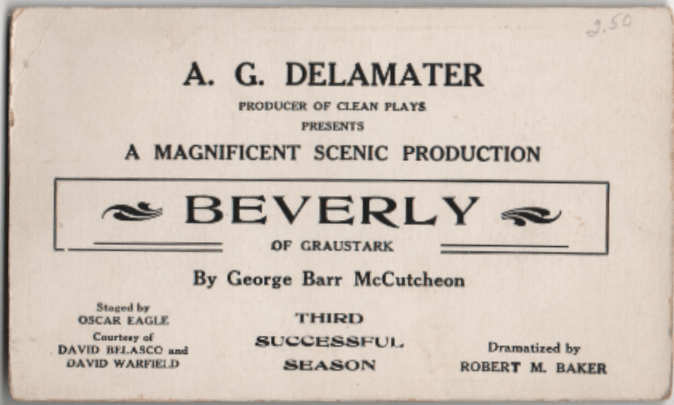 2.50
A. G. DELAMATER
PRODUCER OF CLEAN PLAYS
PRESENTS
A MAGNIFICENT SCENIC PRODUCTION
BEVERLY
OF GRAUSTARK
By George Barr McCutcheon
Staged by
OSCAR EAGLE
Courtesy of
DAVID BELASCO and
DAVID WARFIELD
THIRD
SUCCESSFUL
SEASON
Dramatized by
ROBERT M. BAKER